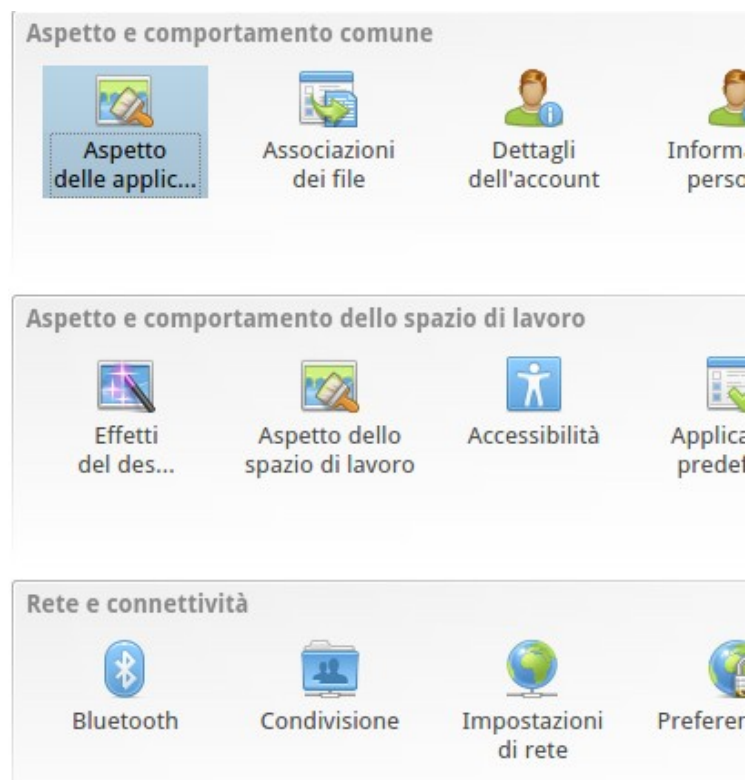 Aspetto e comportamento comune
Aspetto
delle applic...
Associazioni
dei file
Dettagli
dell'account
Aspetto e comportamento dello spazio di lavoro
Effetti
del des...
Aspetto dello
spazio di lavoro
Accessibilità
Rete e connettività
Bluetooth
Condivisione
Impostazioni
di rete